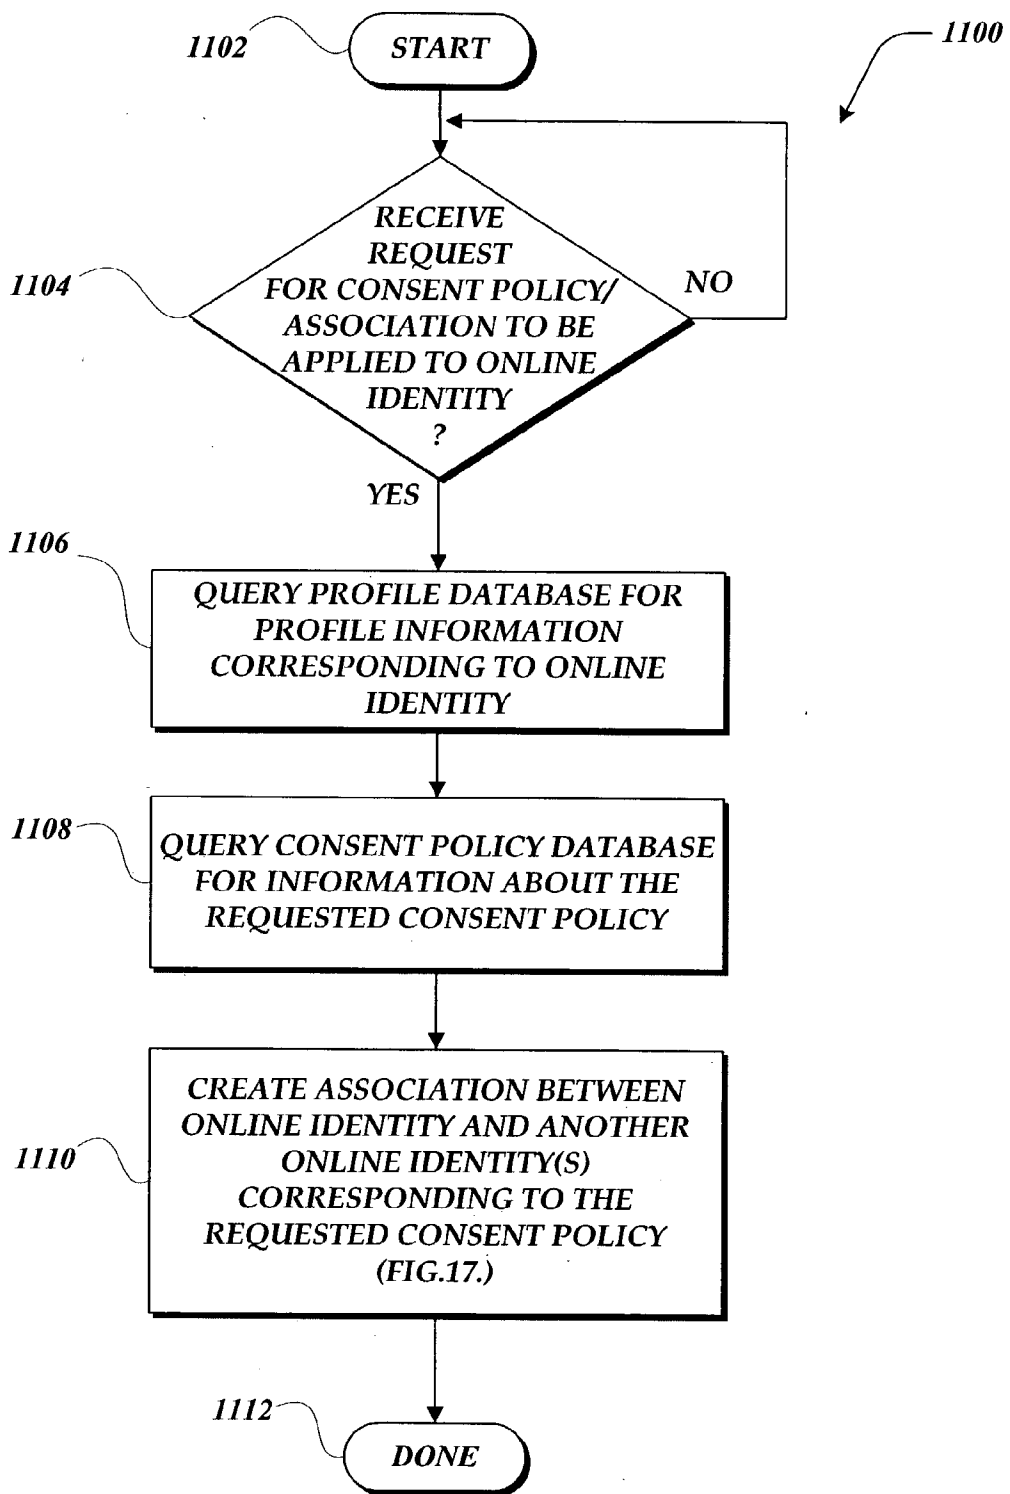 1102
START
1100
1104
RECEIVE
REQUEST
FOR CONSENT POLICY/
ASSOCIATION TO BE
APPLIED TO ONLINE
IDENTITY
?
NO
YES
1106
QUERY PROFILE DATABASE FOR
PROFILE INFORMATION
CORRESPONDING TO ONLINE
IDENTITY
1108
QUERY CONSENT POLICY DATABASE
FOR INFORMATION ABOUT THE
REQUESTED CONSENT POLICY
1110
CREATE ASSOCIATION BETWEEN
ONLINE IDENTITY AND ANOTHER
ONLINE IDENTITY(S)
CORRESPONDING TO THE
REQUESTED CONSENT POLICY
(FIG.17.)
1112
DONE